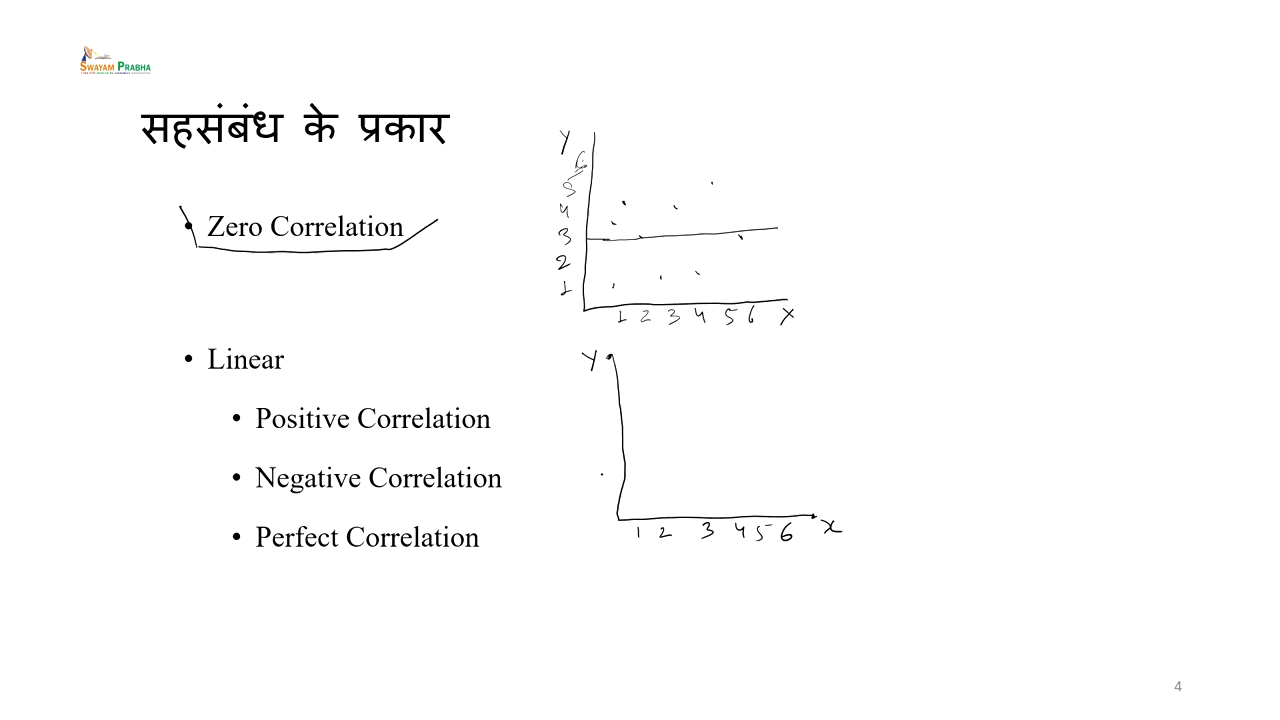 SWAYAM PRABHA
सहसंबंध के प्रकार
• Zero Correlation
• Linear
• Positive Correlation
• Negative Correlation
• Perfect Correlation
Y
6
5
4
3
2
1
1 2 3 4 5 6 X
Y
1 2 3 4 5 6 x
4